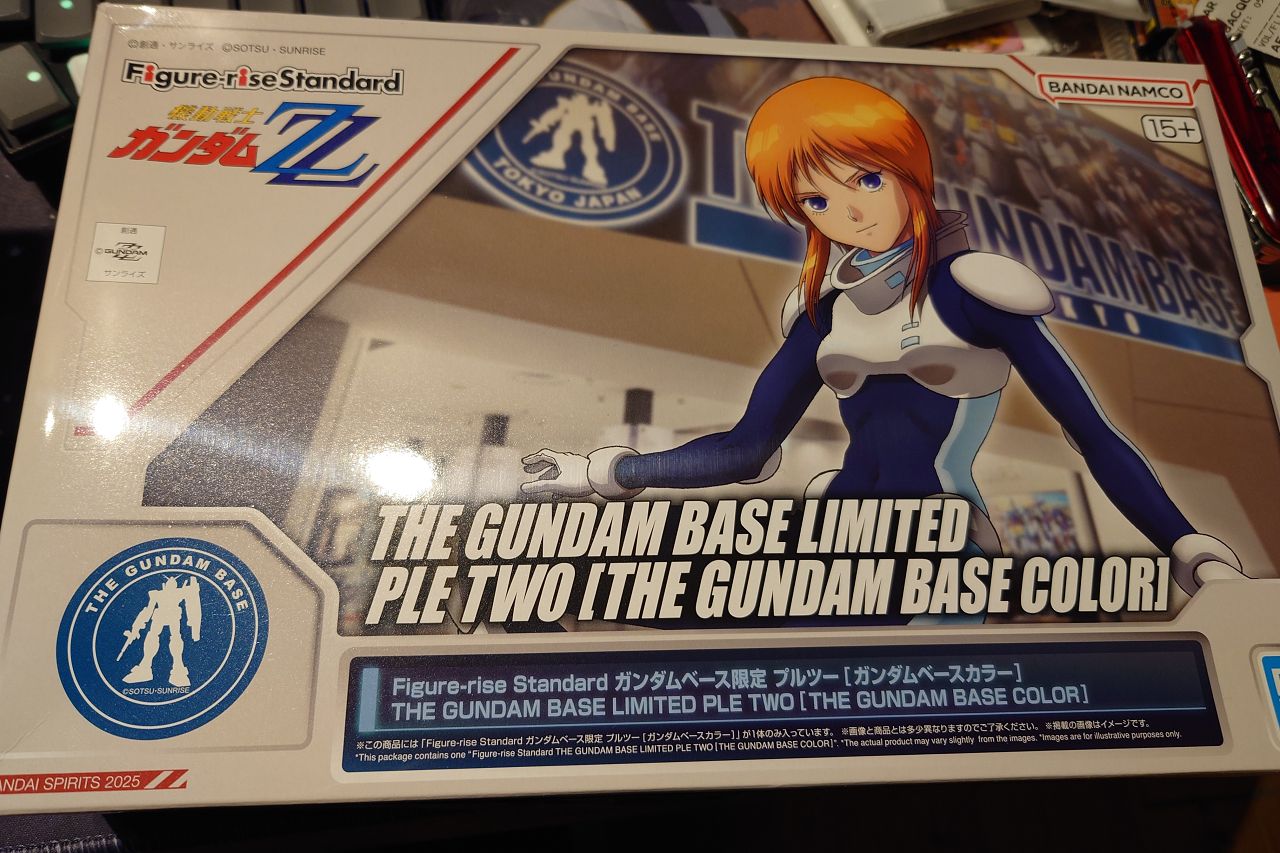 ©創通・サンライズ ©SOTSU・SUNRISE
Figure-riseStandard
機動戦士
ガンダムZZ
創通
©GUNDAM
サンライズ
THE GUNDAM BASE
TOKYO JAPAN
THE GUNDAM BASE
TOKYO
BANDAI NAMCO
15+
THE GUNDAM BASE LIMITED
PLE TWO [THE GUNDAM BASE COLOR]
THE GUNDAM BASE
©SOTSU・SUNRISE
Figure-rise Standard ガンダムベース限定 プルツー [ガンダムベースカラー]
THE GUNDAM BASE LIMITED PLE TWO [THE GUNDAM BASE COLOR]
※この商品には「Figure-rise Standard ガンダムベース限定 プルツー [ガンダムベースカラー]」が1体のみ入っています。 ※画像と商品とは多少異なりますのでご了承ください。 ※掲載の画像はイメージです。
*This package contains one "Figure-rise Standard THE GUNDAM BASE LIMITED PLE TWO [THE GUNDAM BASE COLOR]". *The actual product may vary slightly from the images. *Images are for illustrative purposes only.
ANDAI SPIRITS 2025